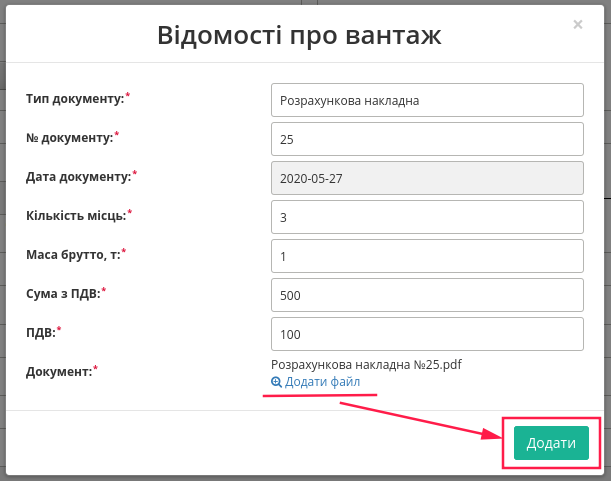 Відомості про вантаж
×
Тип документу:* Розрахункова накладна
№ документу:* 25
Дата документу:* 2020-05-27
Кількість місць:* 3
Маса брутто, т:* 1
Сума з ПДВ:* 500
ПДВ:* 100
Документ:* Розрахункова накладна №25.pdf
Додати файл
Додати